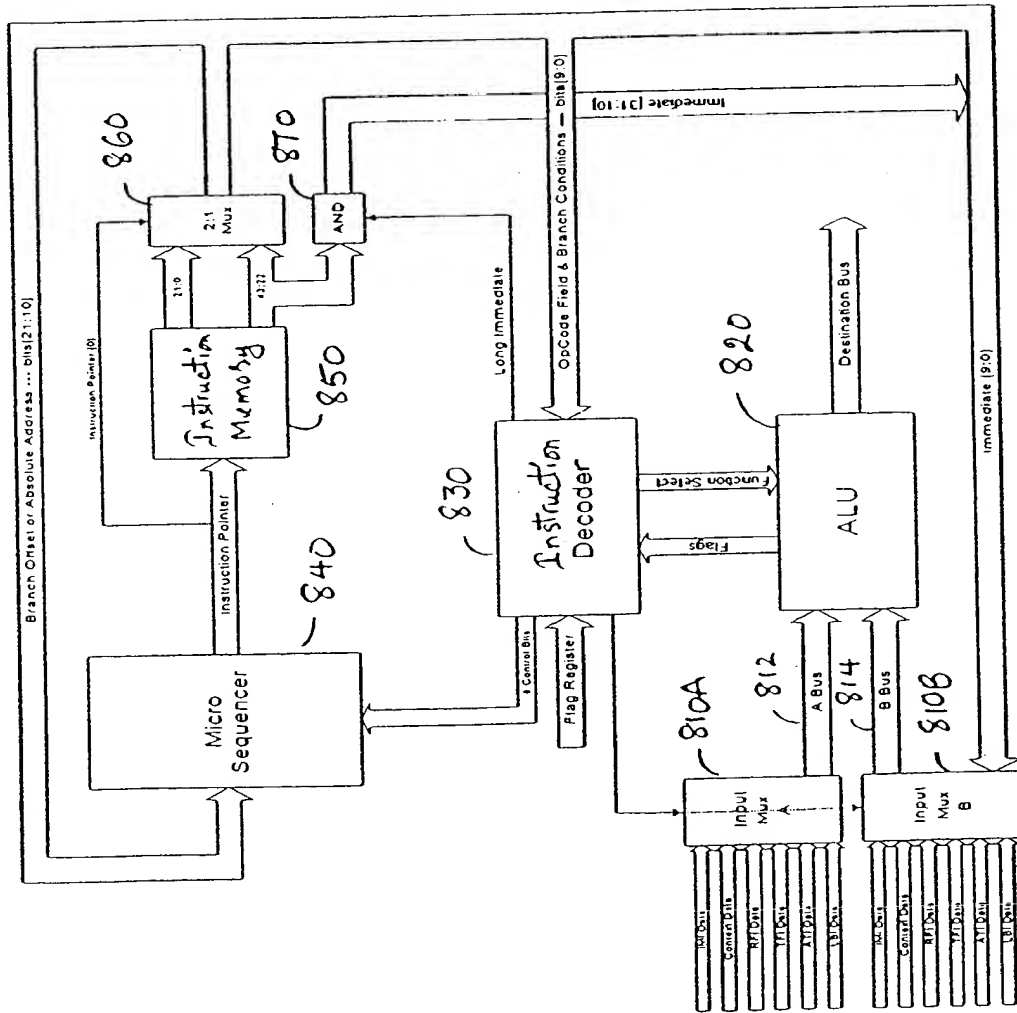 Branch Offset or Absolute Address --- bits[21:10]
Instruction Pointer[0]
860
2:1
Mux
870
AND
21:0
43:22
Instruction
Memory
850
Instruction Pointer
840
Micro
Sequencer
Long Immediate
OpCode Field & Branch Conditions — bits[9:0]
Immediate [31:10]
830
Instruction
Decoder
4 Control Bits
Flag Register
Function Select
Flags
820
ALU
Destination Bus
Immediate [9:0]
810A
812
A Bus
814
B Bus
810B
Input
Mux
A
Input
Mux
B
IMI Data
Context Data
RFI Data
TFI Data
ATI Data
LBI Data
IMI Data
Context Data
RFI Data
TFI Data
ATI Data
LBI Data